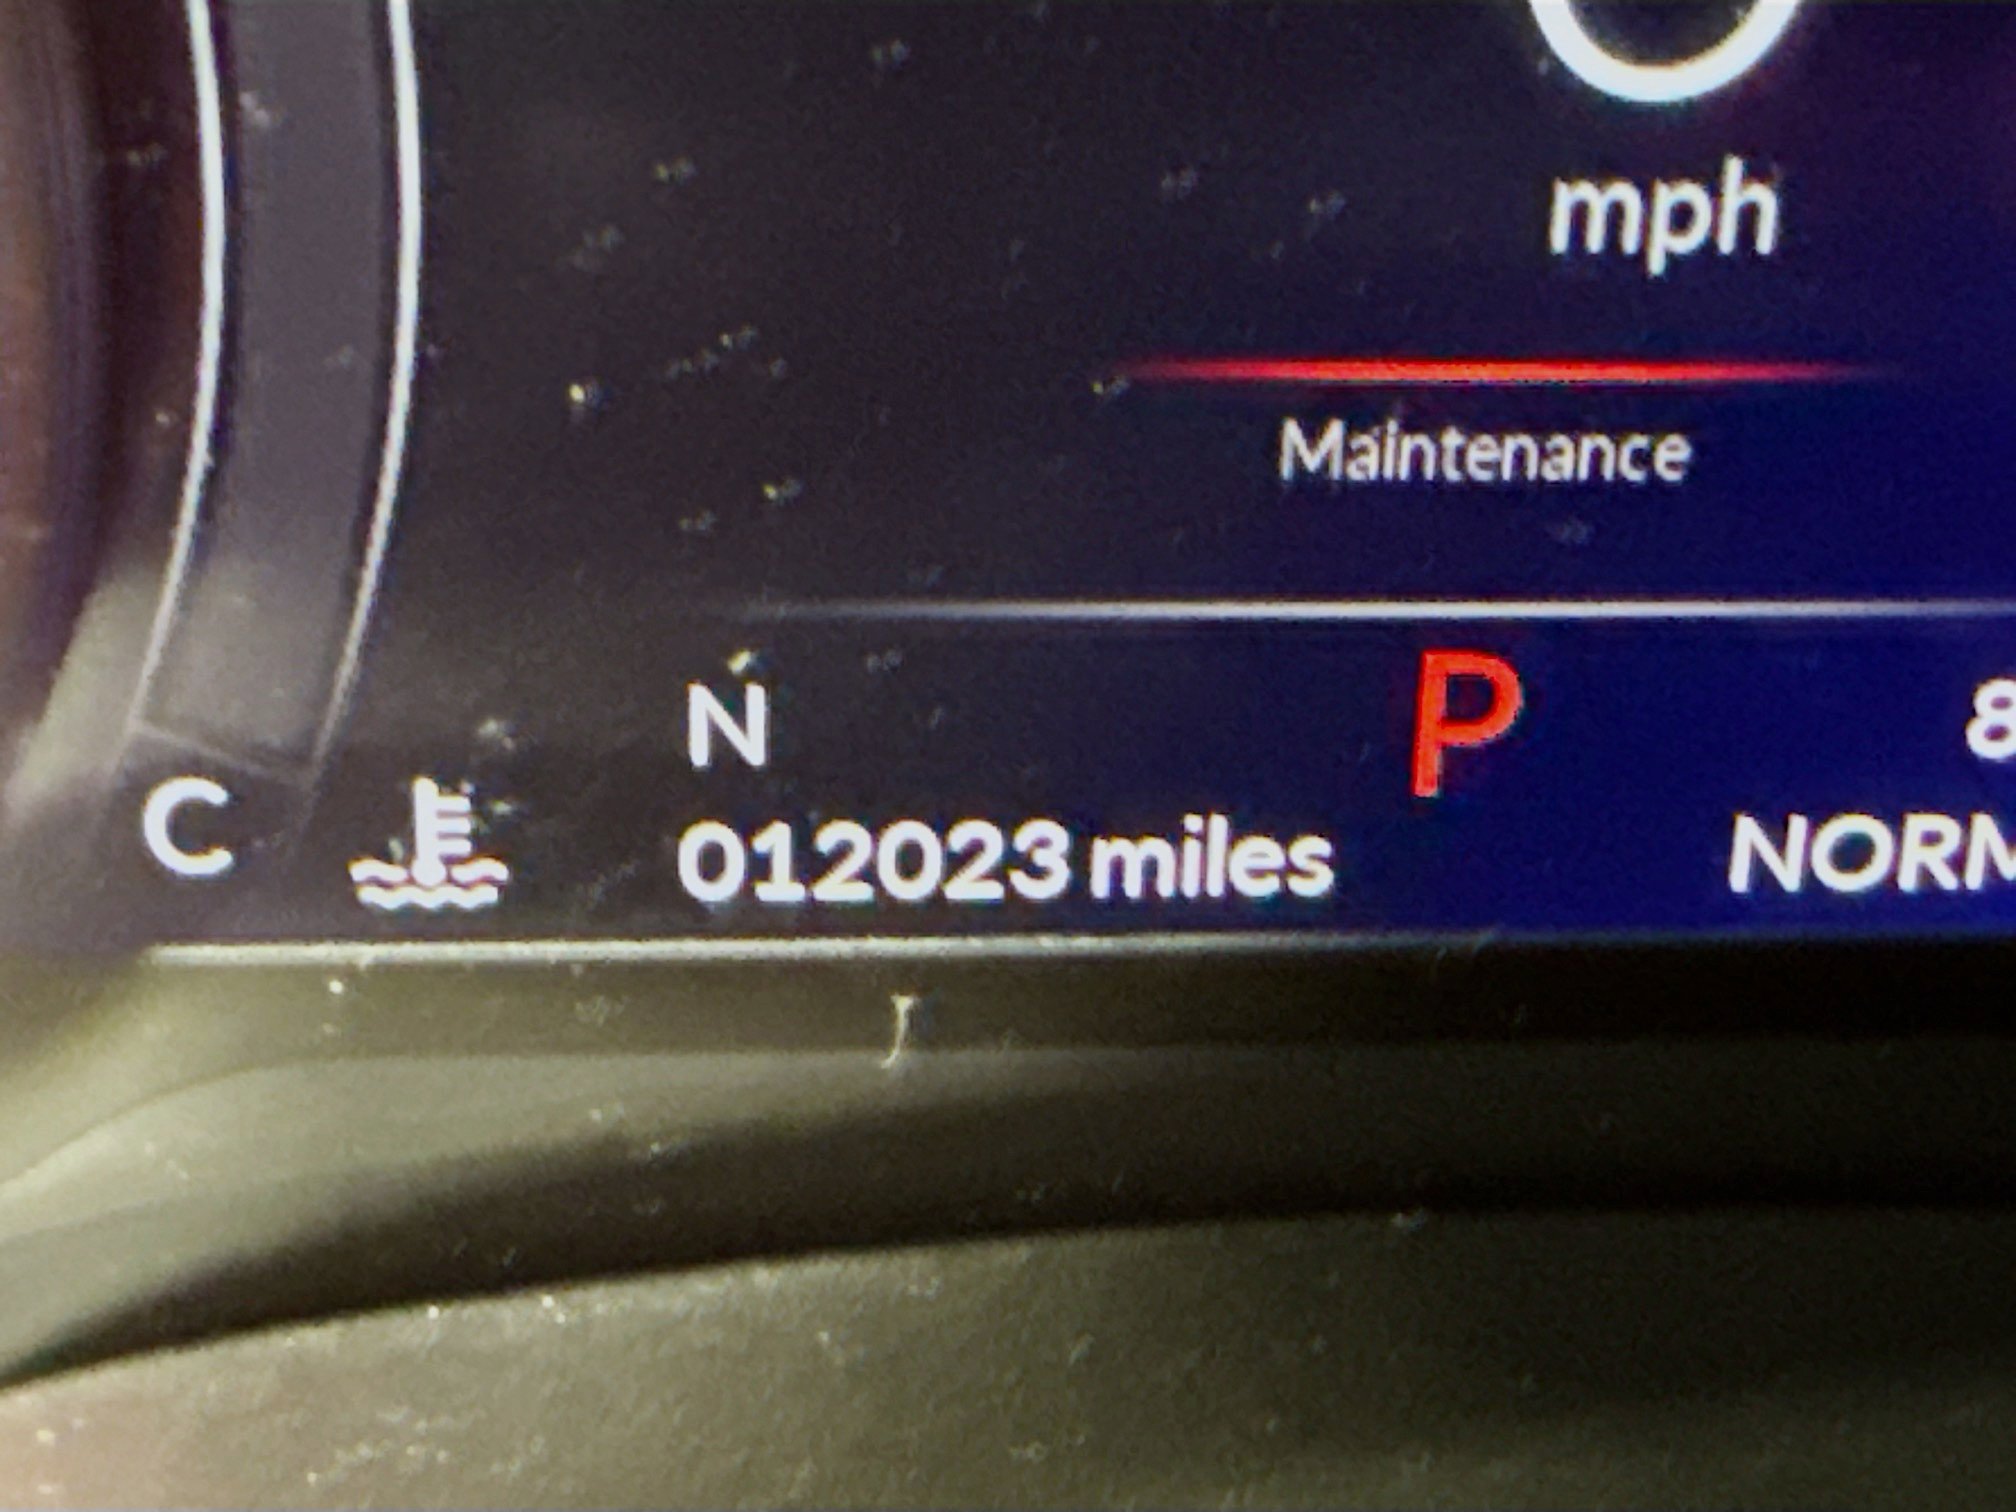 mph
Maintenance
N P
C 012023 miles